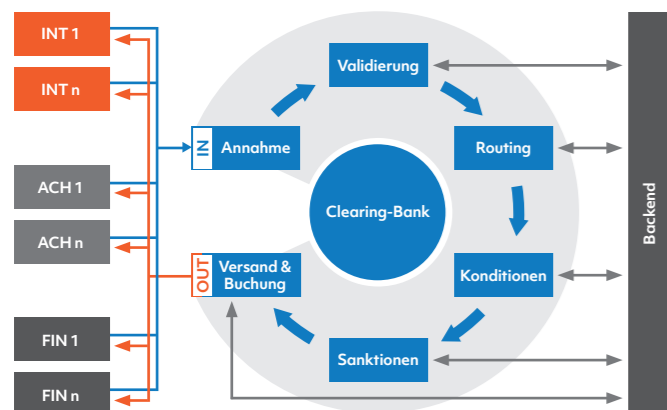 INT 1
INT n
ACH 1
ACH n
FIN 1
FIN n
IN
Annahme
Validierung
Routing
Clearing-Bank
Konditionen
Sanktionen
OUT
Versand &
Buchung
Backend